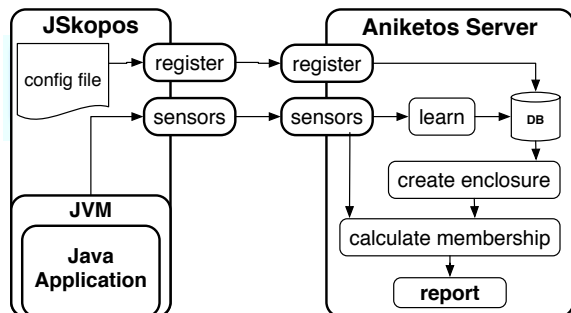 JSkopos
Aniketos Server
config file
register
register
sensors
sensors
learn
DB
create enclosure
JVM
Java
Application
calculate membership
report